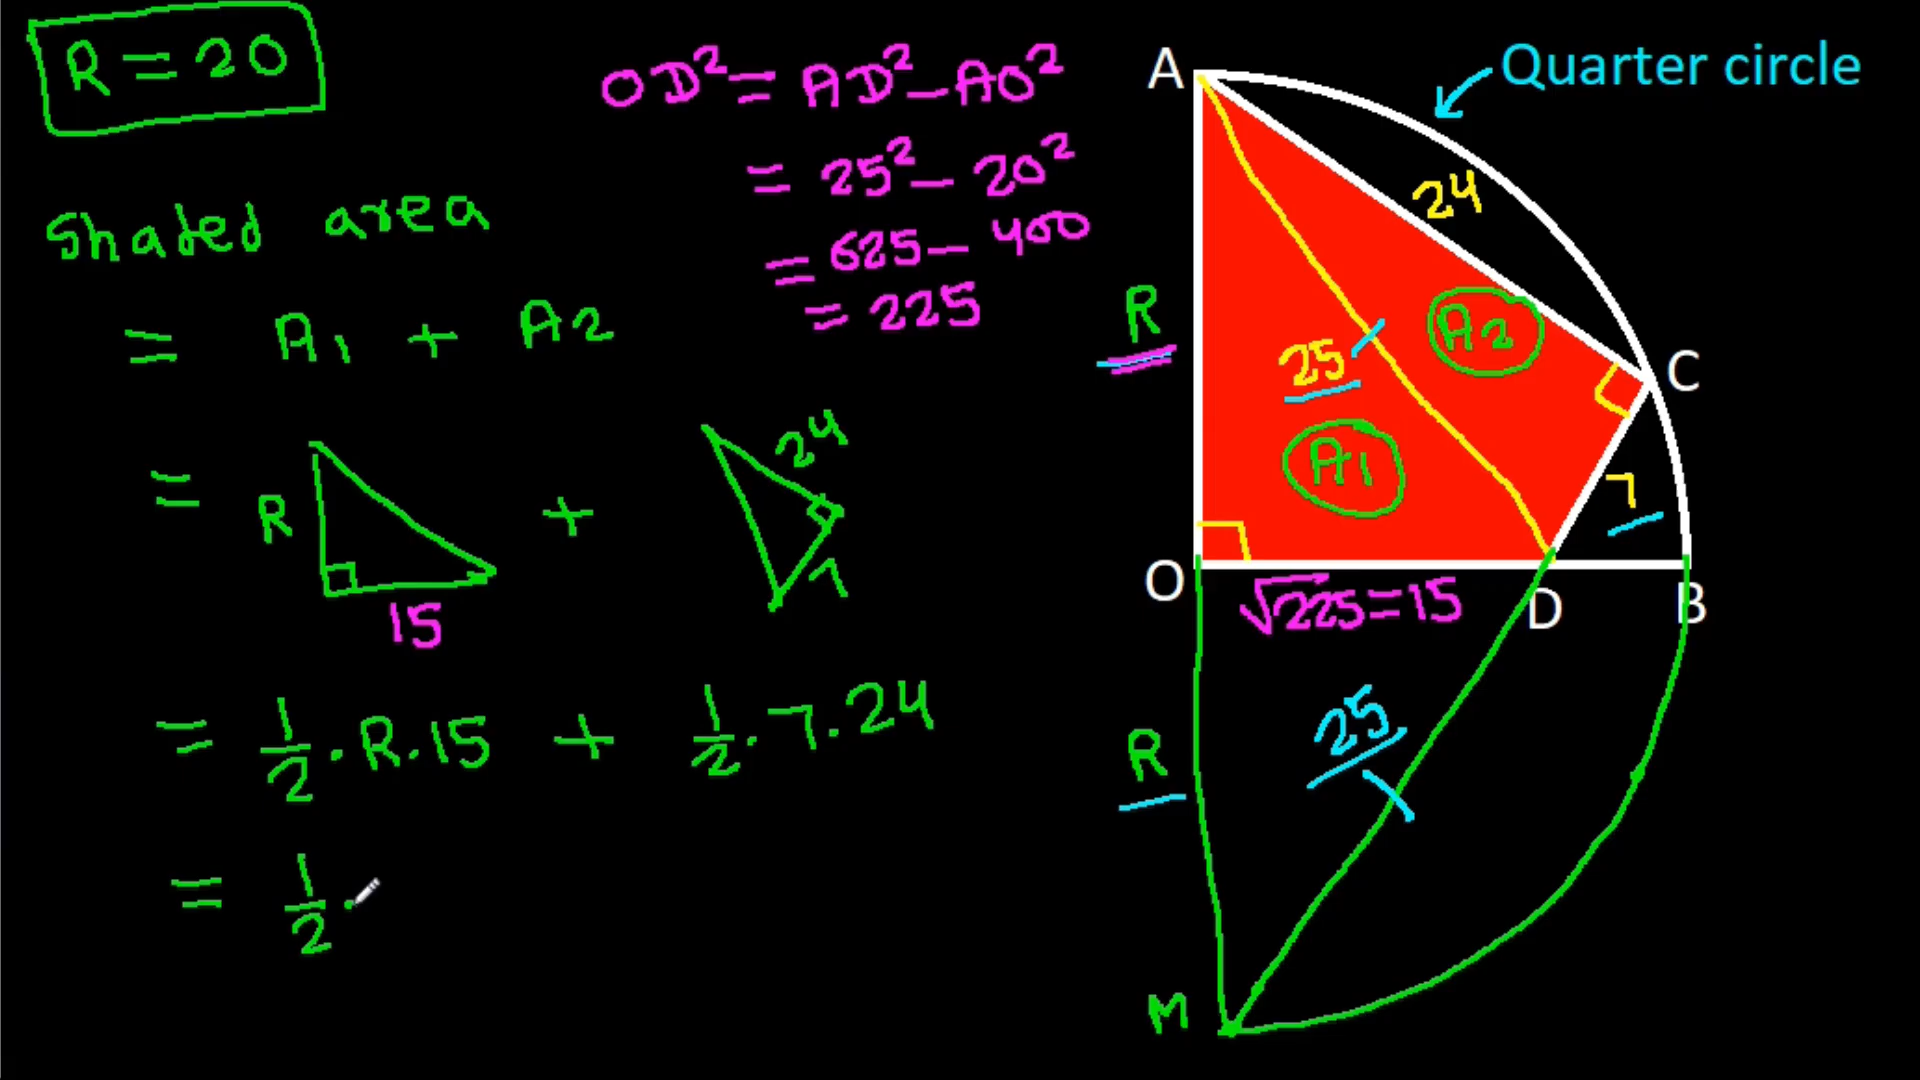 R = 20
Shaded area
= A1 + A2
R
15
+
24
7
=
= 1/2 · R · 15 + 1/2 · 7 · 24
= 1/2 ·
OD² = AD² - AO²
= 25² - 20²
= 625 - 400
= 225
Quarter circle
A
24
R
A2
25
C
A1
7
O
√225 = 15
D
B
25
R
M